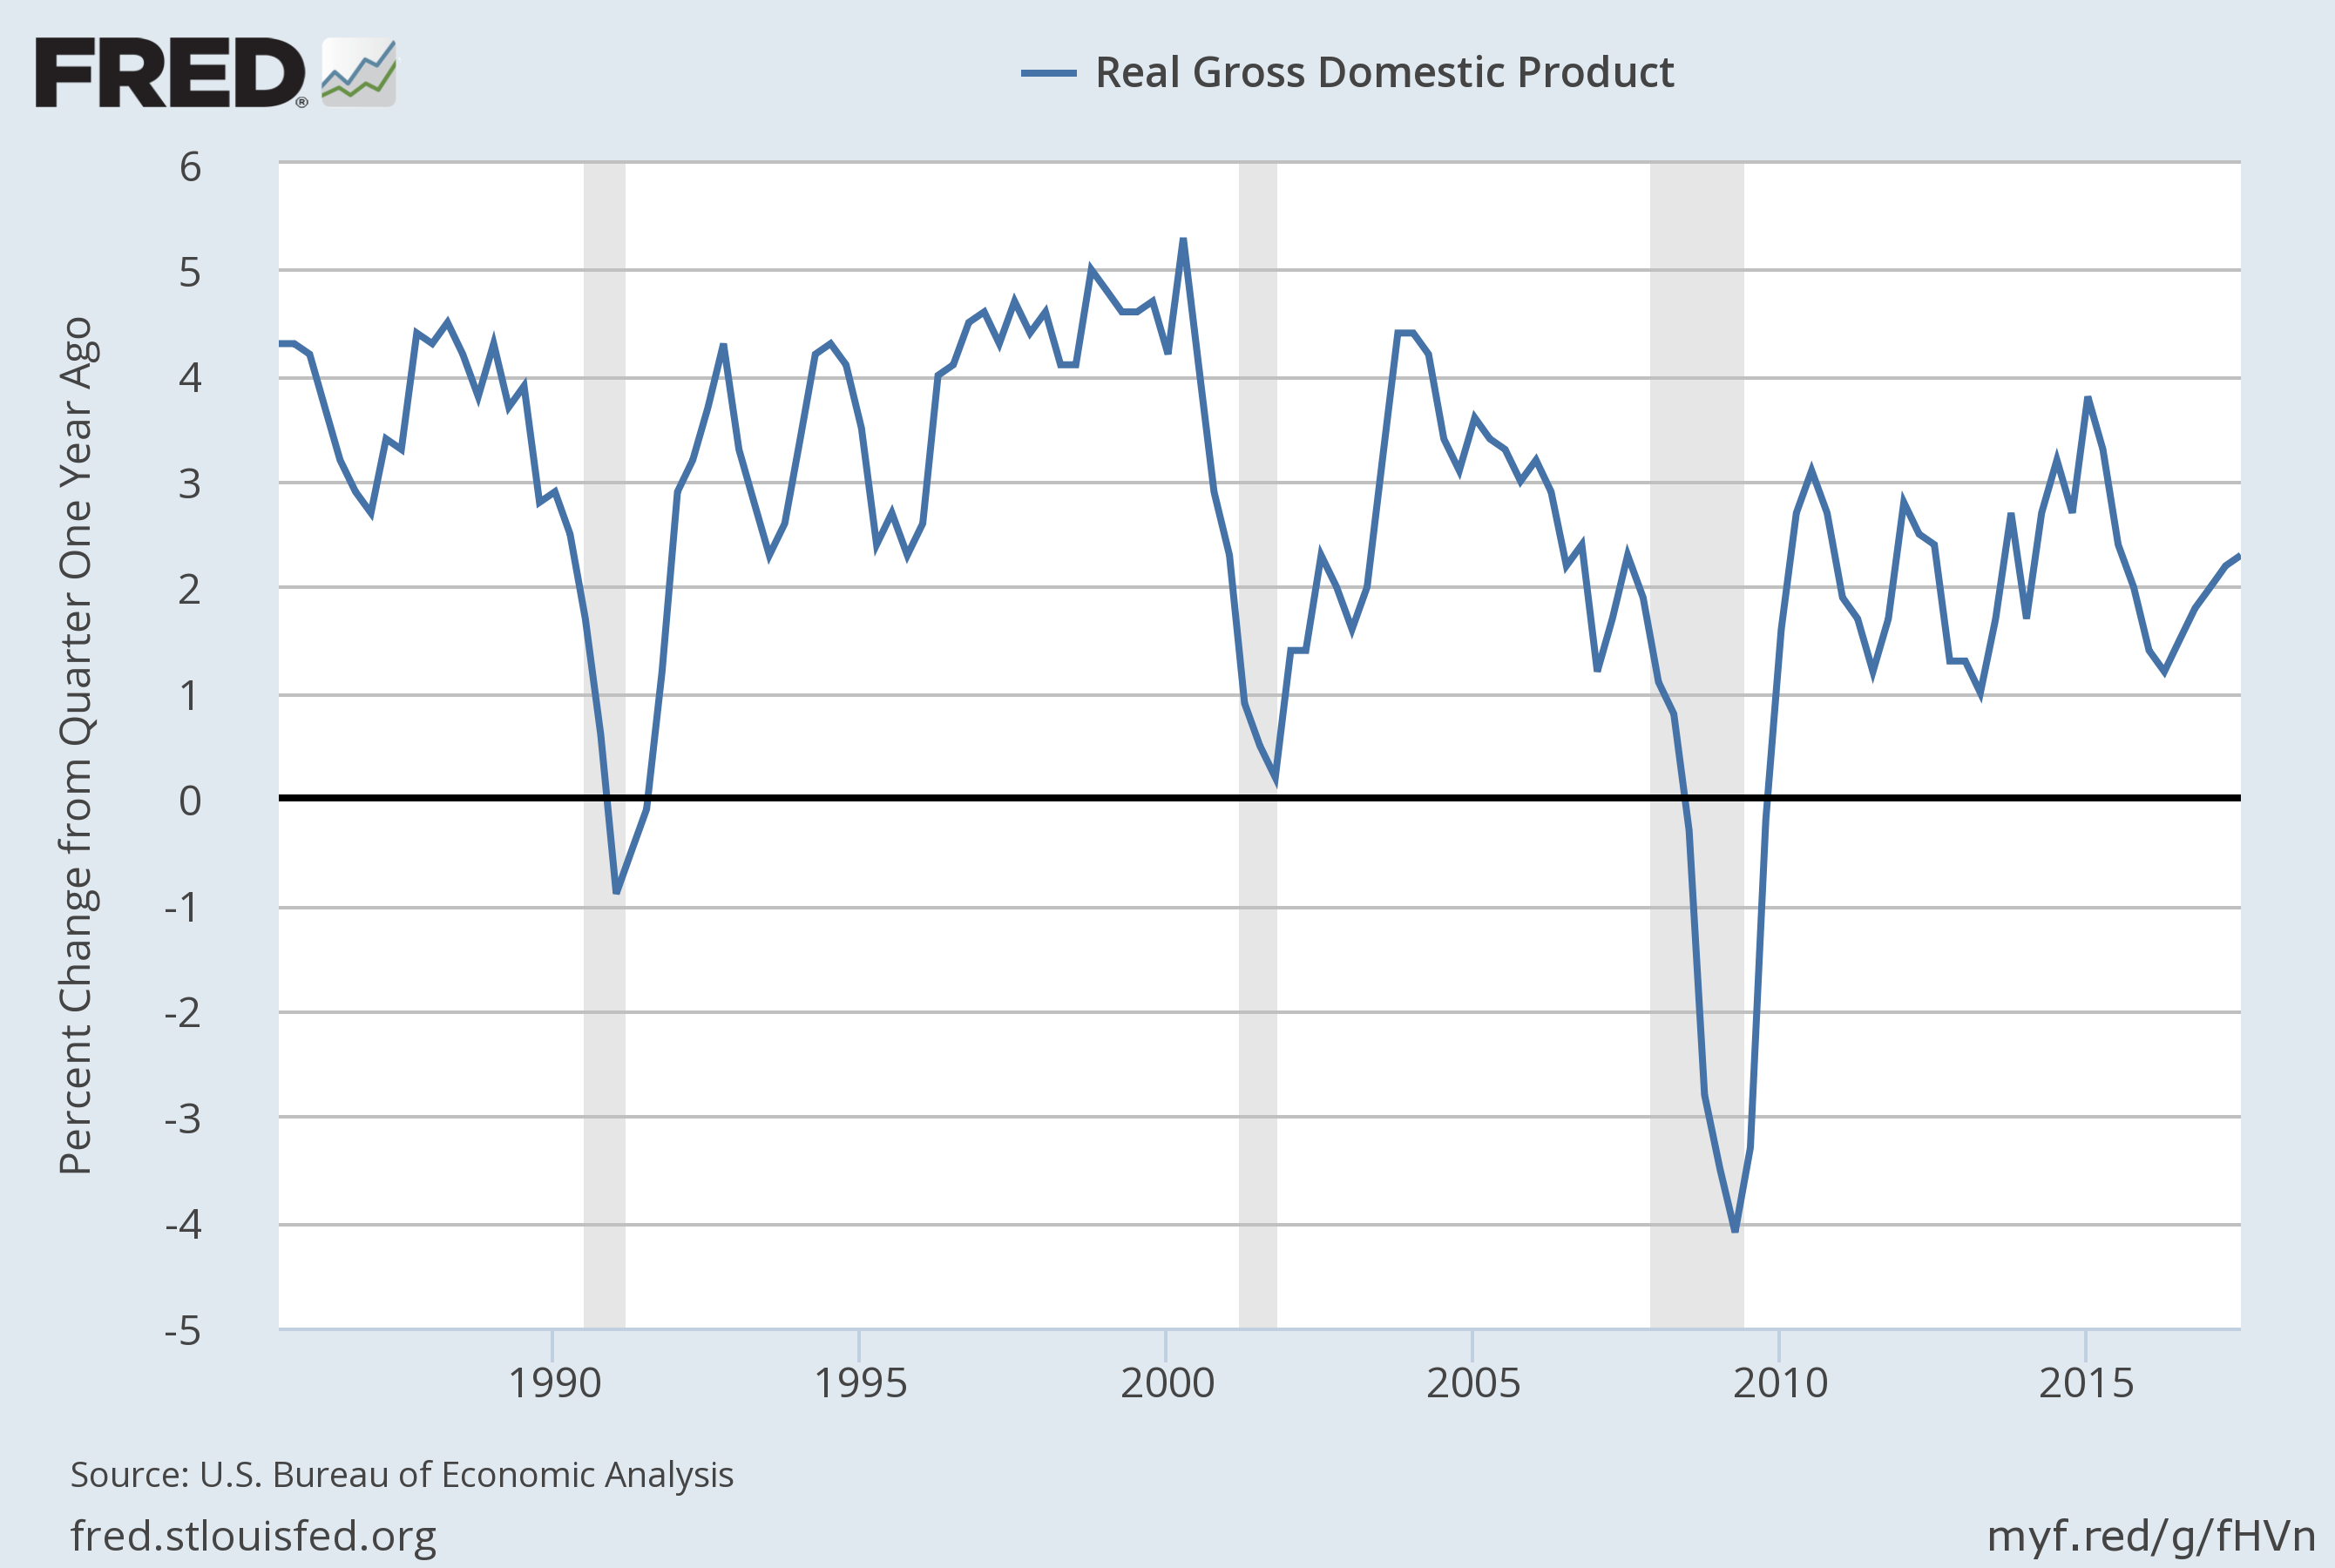 FRED®
Real Gross Domestic Product
Percent Change from Quarter One Year Ago
6
5
4
3
2
1
0
-1
-2
-3
-4
-5
1990 1995 2000 2005 2010 2015
Source: U.S. Bureau of Economic Analysis
fred.stlouisfed.org
myf.red/g/fHVn